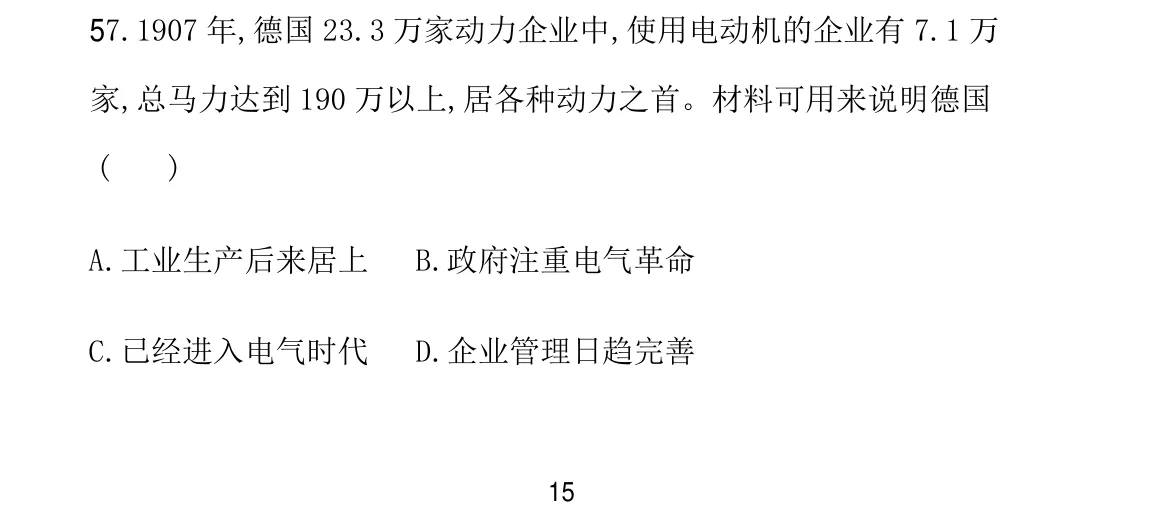 57.1907 年,德国 23.3 万家动力企业中,使用电动机的企业有 7.1 万
家,总马力达到 190 万以上,居各种动力之首。材料可用来说明德国
(    )
A.工业生产后来居上   B.政府注重电气革命
C.已经进入电气时代   D.企业管理日趋完善
15